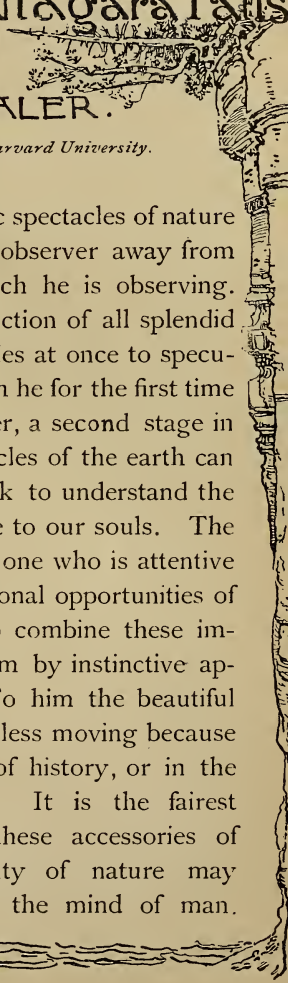 Niagara Falls
ALER.
arvard University.
c spectacles of nature
observer away from
ch he is observing.
ction of all splendid
es at once to specu-
n he for the first time
er, a second stage in
cles of the earth can
k to understand the
e to our souls. The
one who is attentive
onal opportunities of
combine these im-
m by instinctive ap-
o him the beautiful
less moving because
of history, or in the
It is the fairest
hese accessories of
ty of nature may
the mind of man.